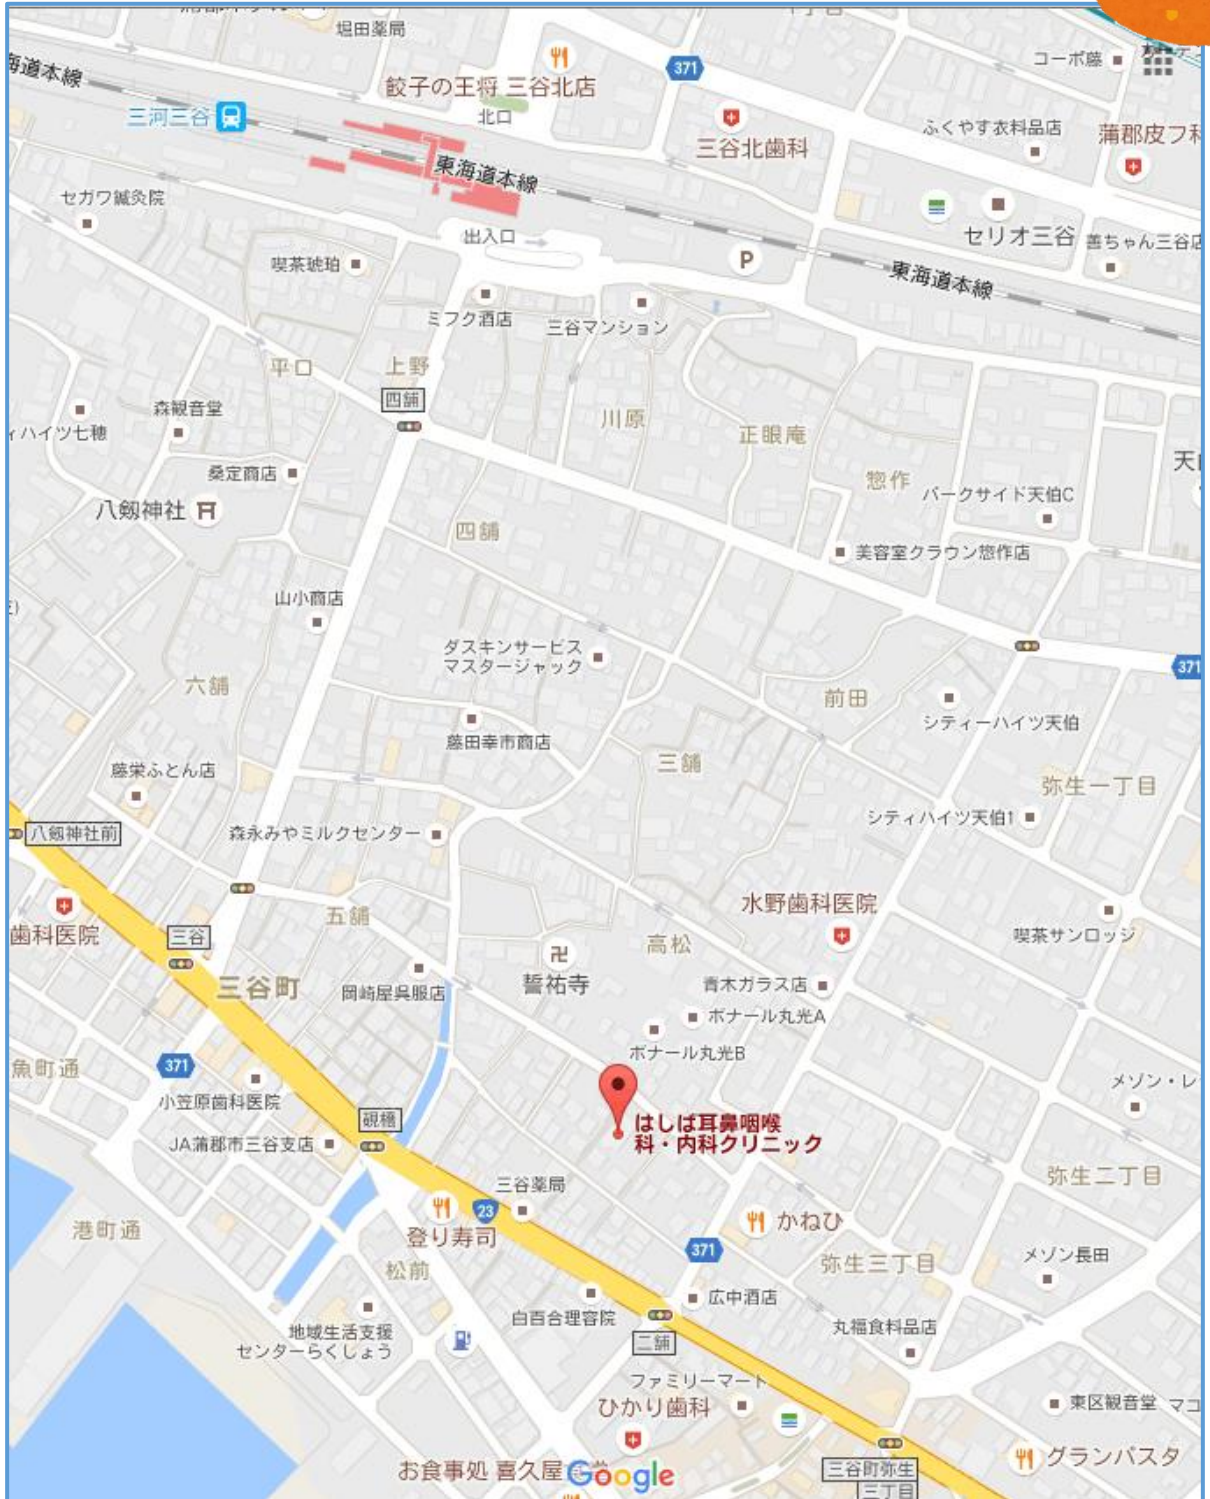 堀田薬局
海道本線
餃子の王将 三谷北店
371
コーポ藤
三河三谷
北口
三谷北歯科
ふくやす衣料品店
蒲郡皮フ科
東海道本線
セガワ鍼灸院
出入口
セリオ三谷
善ちゃん三谷店
喫茶琥珀
P
東海道本線
ミフク酒店
三谷マンション
平口
上野
四舗
森観音堂
川原
正眼庵
ィハイツ七穂
桑定商店
惣作
パークサイド天伯C
八剱神社
四舗
美容室クラウン惣作店
山小商店
ダスキンサービス
マスタージャック
371
六舗
前田
シティーハイツ天伯
藤田幸市商店
三舗
藤栄ふとん店
弥生一丁目
シティハイツ天伯1
八剱神社前
森永みやミルクセンター
水野歯科医院
五舗
歯科医院
三谷
高松
喫茶サンロッジ
三谷町
岡崎屋呉服店
誓祐寺
青木ガラス店
ボナール丸光A
ボナール丸光B
魚町通
371
メゾン・レ
小笠原歯科医院
硯橋
はしば耳鼻咽喉
科・内科クリニック
JA蒲郡市三谷支店
三谷薬局
弥生二丁目
港町通
23
登り寿司
かねひ
371
弥生三丁目
メゾン長田
松前
広中酒店
白百合理容院
丸福食料品店
地域生活支援
センターらくしょう
二舗
ファミリーマート
ひかり歯科
東区観音堂
マコ
お食事処 喜久屋
Google
グランパスタ
三谷町弥生
三丁目